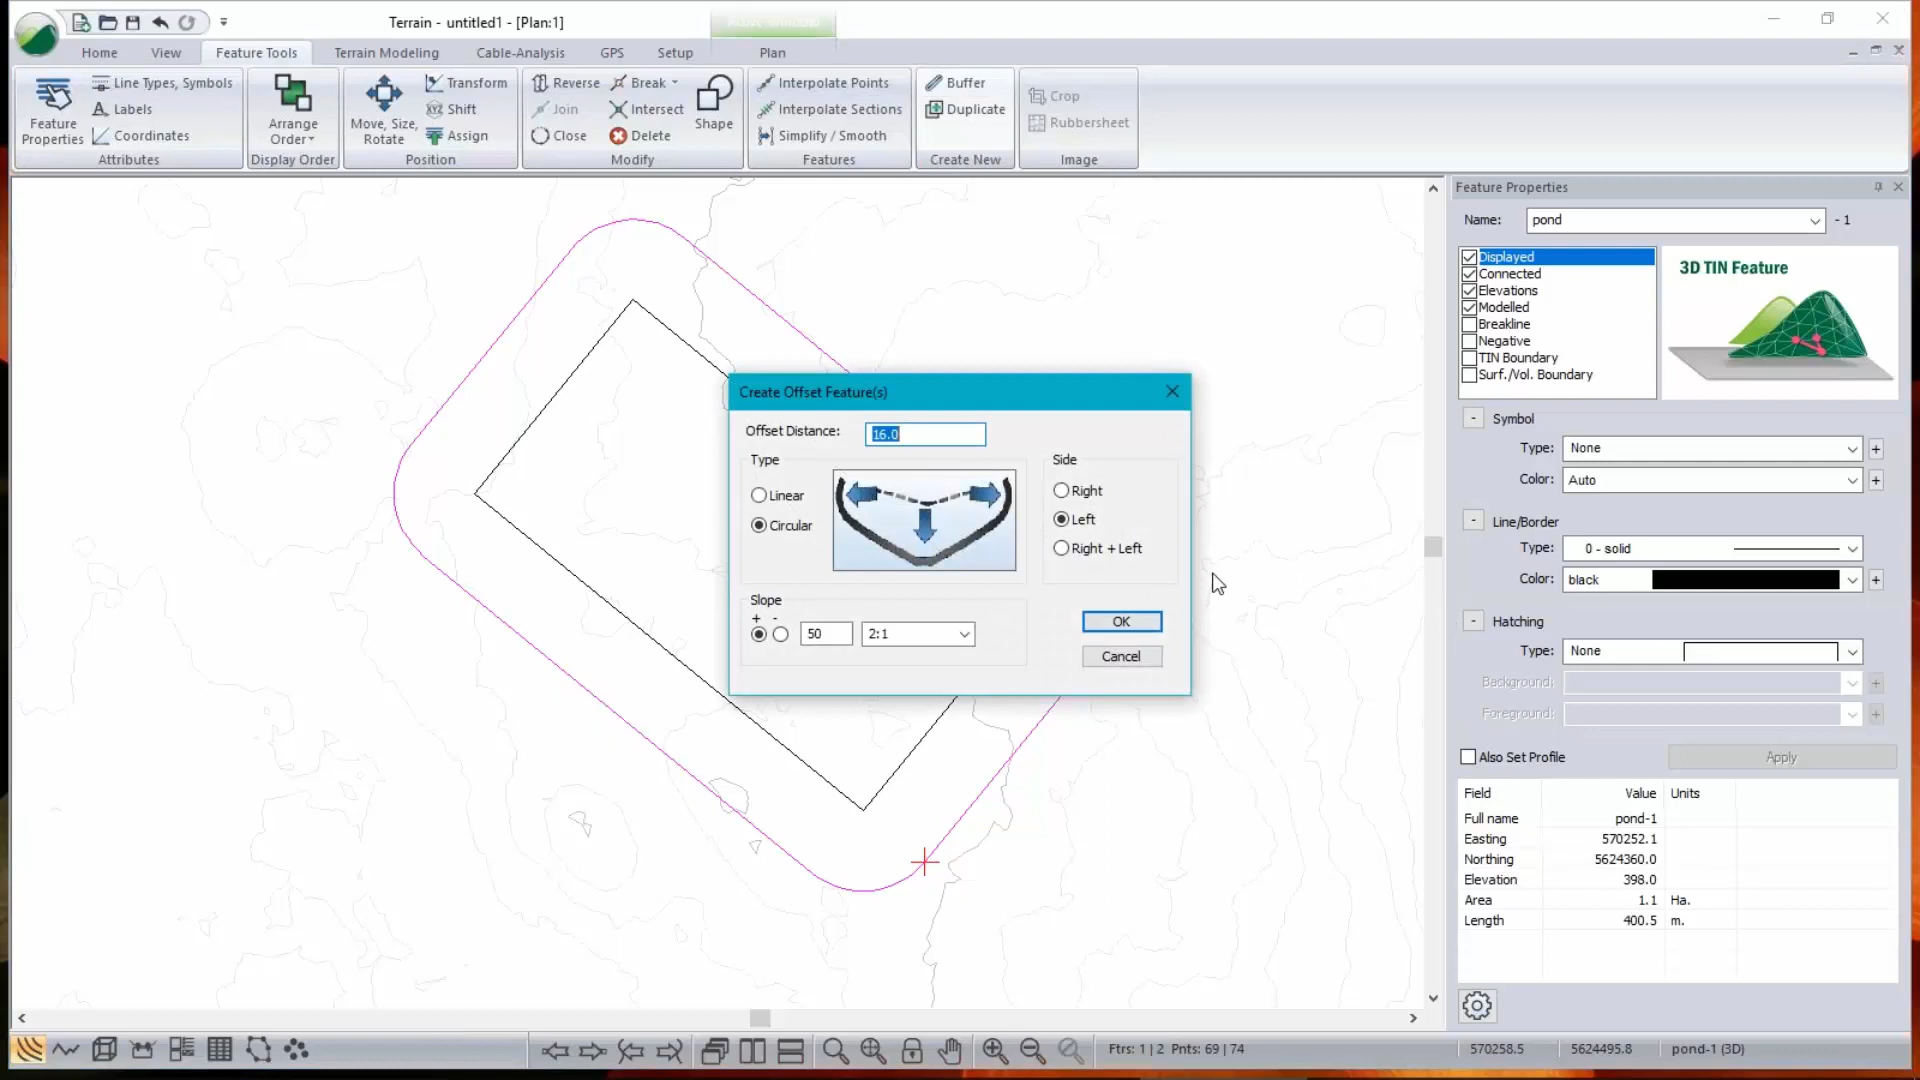 Terrain - untitled1 - [Plan:1]
Home
View
Feature Tools
Terrain Modeling
Cable-Analysis
GPS
Setup
Plan
Feature
Properties
Line Types, Symbols
Labels
Coordinates
Attributes
Arrange
Order
Display Order
Move, Size,
Rotate
Transform
Shift
Assign
Position
Reverse
Break
Join
Intersect
Close
Delete
Shape
Modify
Interpolate Points
Interpolate Sections
Simplify / Smooth
Features
Buffer
Duplicate
Create New
Crop
Rubbersheet
Image
Create Offset Feature(s)
Offset Distance: 16.0
Type
Linear
Circular
Side
Right
Left
Right + Left
Slope
+ -
50 2:1
OK
Cancel
Feature Properties
Name: pond - 1
Displayed
Connected
Elevations
Modelled
Breakline
Negative
TIN Boundary
Surf./Vol. Boundary
3D TIN Feature
- Symbol
Type: None +
Color: Auto +
- Line/Border
Type: 0 - solid
Color: black +
- Hatching
Type: None
Background: +
Foreground: +
Also Set Profile
Apply
Field Value Units
Full name pond-1
Easting 570252.1
Northing 5624360.0
Elevation 398.0
Area 1.1 Ha.
Length 400.5 m.
Ftrs: 1 | 2 Pnts: 69 | 74
570258.5 5624495.8 pond-1 (3D)